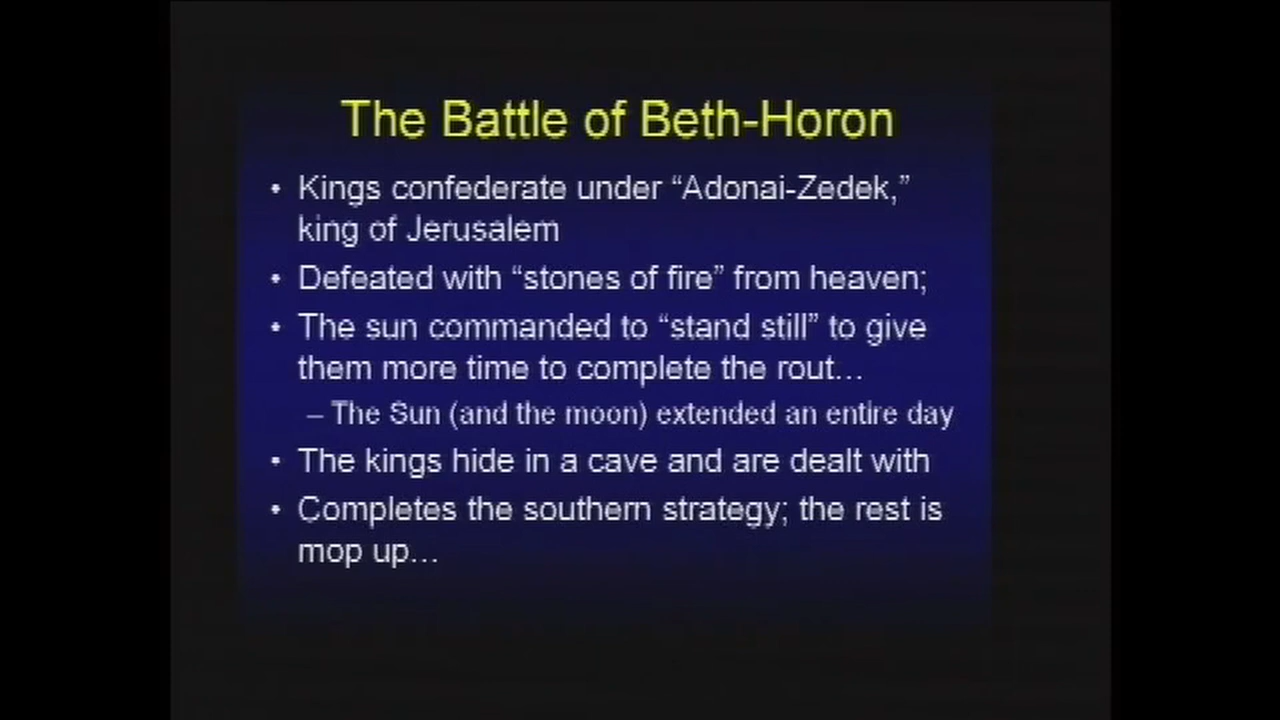 The Battle of Beth-Horon
• Kings confederate under “Adonai-Zedek,”
king of Jerusalem
• Defeated with “stones of fire” from heaven;
• The sun commanded to “stand still” to give
them more time to complete the rout…
– The Sun (and the moon) extended an entire day
• The kings hide in a cave and are dealt with
• Completes the southern strategy; the rest is
mop up…